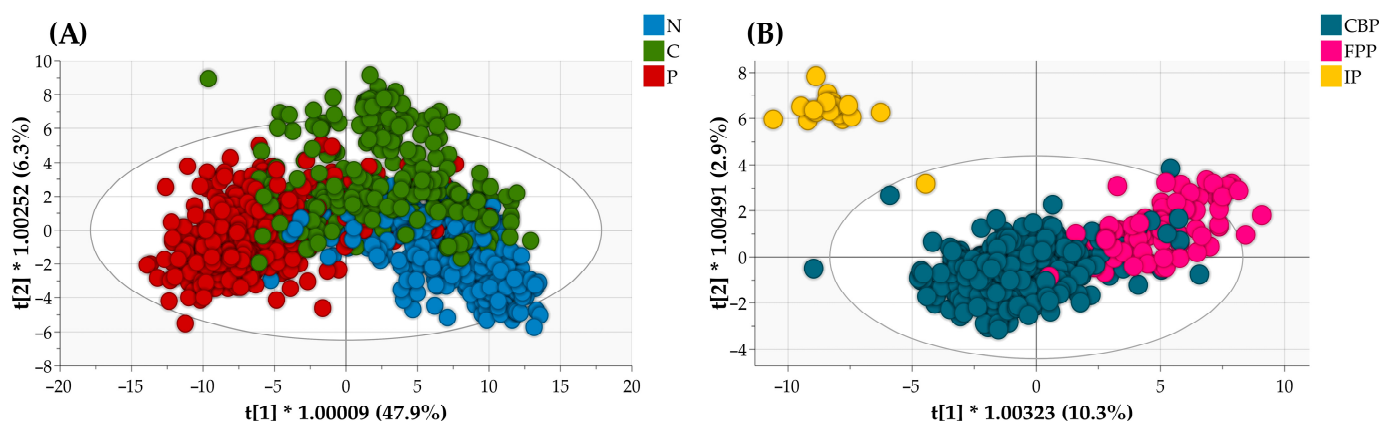 (A)
N
C
P
10
8
6
4
2
0
−2
−4
−6
−8
−20
−15
−10
−5
0
5
10
15
20
t[2] * 1.00252 (6.3%)
t[1] * 1.00009 (47.9%)
(B)
CBP
FPP
IP
8
6
4
2
0
−2
−4
−10
−5
0
5
10
t[2] * 1.00491 (2.9%)
t[1] * 1.00323 (10.3%)